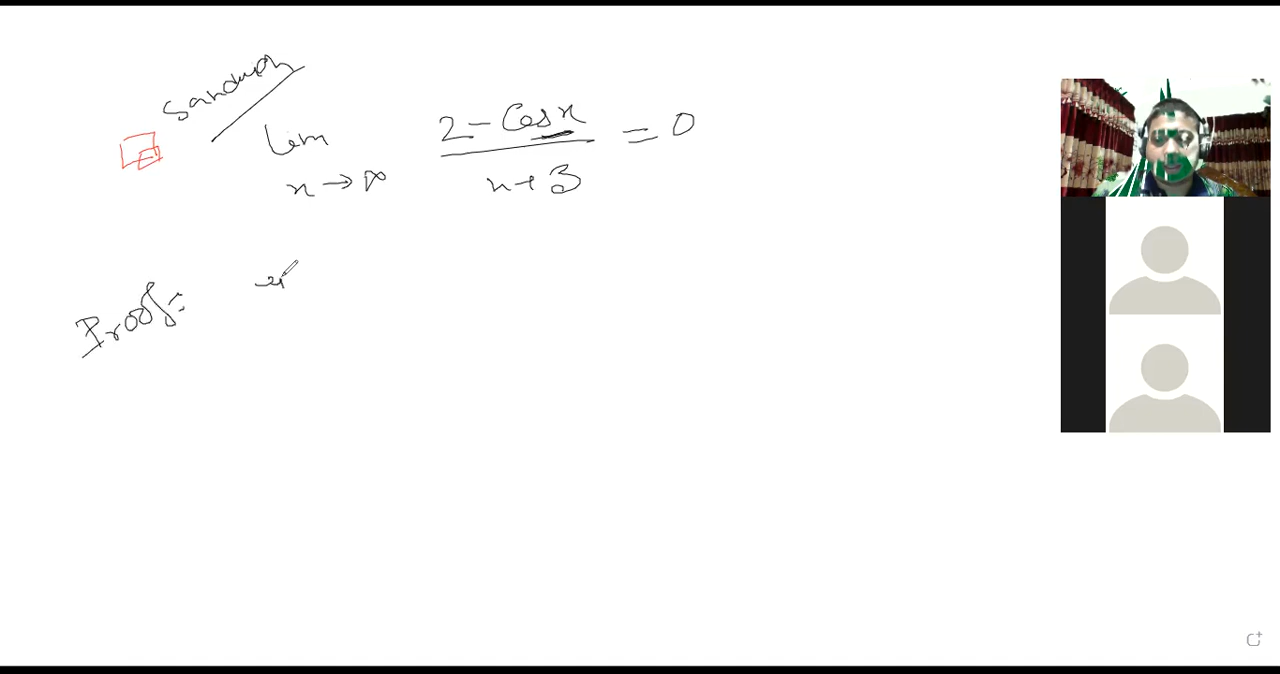 Sandwich
Lim 2 - Cosx = 0
x → ∞ x + 3
Proof: